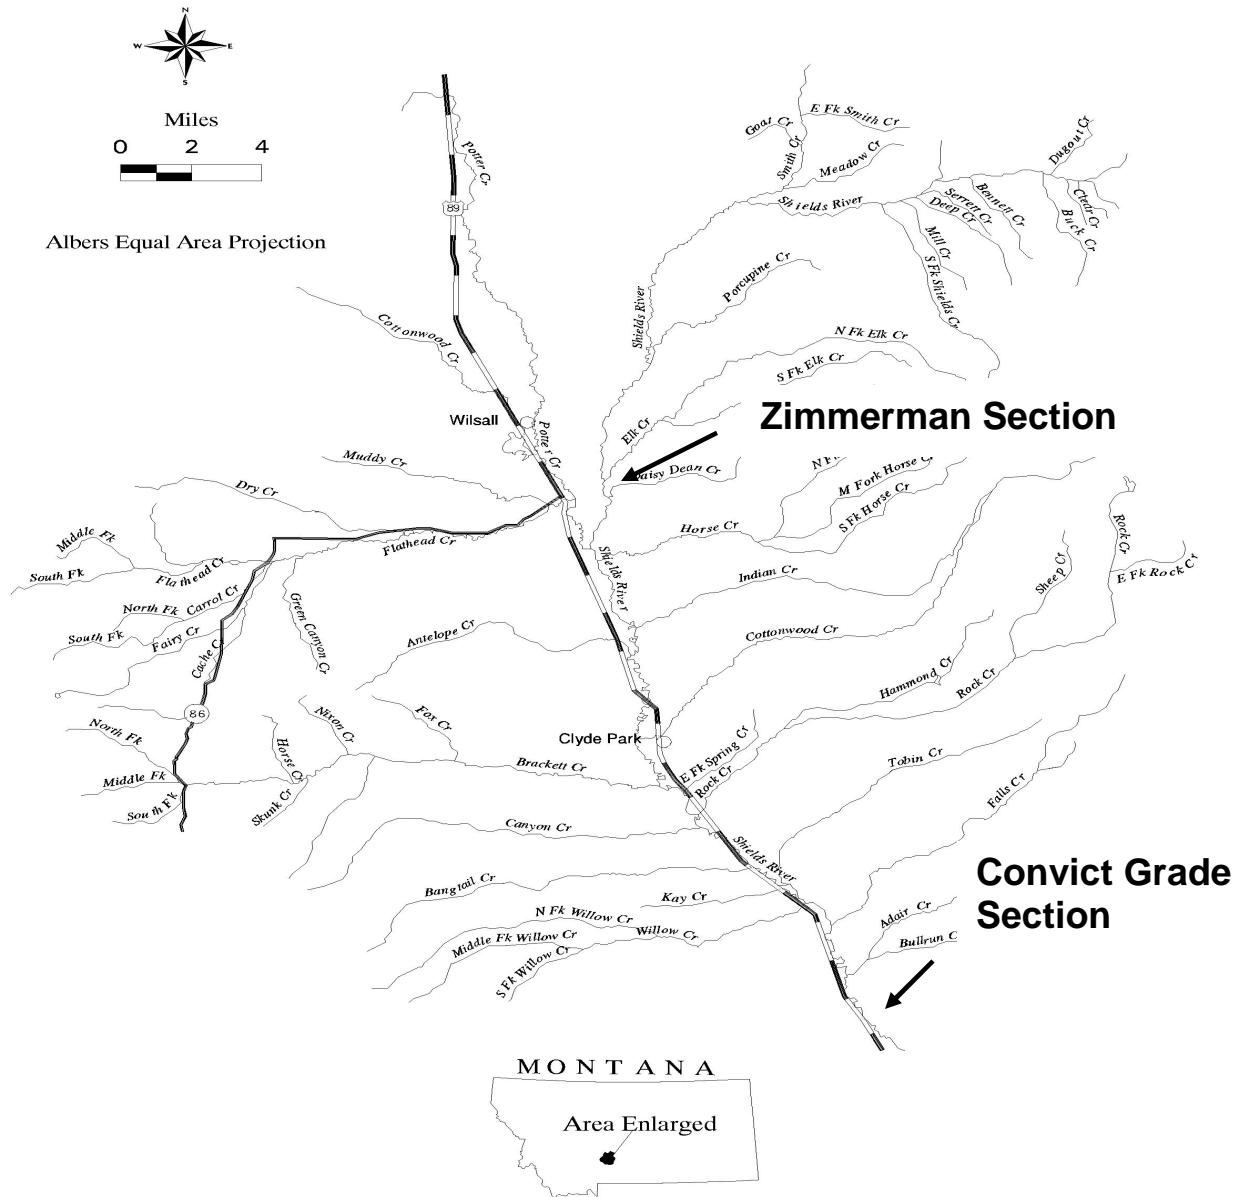 N
W E
S
Miles
0 2 4
Albers Equal Area Projection
Potter Cr
89
Goat Cr
E Fk Smith Cr
Smith Cr
Meadow Cr
Dugout Cr
Shields River
Serrett Cr
Bennett Cr
Deep Cr
Clear Cr
Buck Cr
Mill Cr
S Fk Shields Cr
Porcupine Cr
Shields River
Cottonwood Cr
N Fk Elk Cr
S Fk Elk Cr
Wilsall
Potter Cr
Elk Cr
Zimmerman Section
Muddy Cr
aisy Dean Cr
N F
M Fork Horse C
S Fk Horse Cr
Dry Cr
Middle Fk
Flathead Cr
Horse Cr
Rock Cr
South Fk
Flathead Cr
Shields River
Indian Cr
Sheep Cr
E Fk Rock Cr
North Fk
Carrol Cr
Green Canyon Cr
South Fk
Fairy Cr
Cache C
Antelope Cr
Cottonwood Cr
Hammond Cr
Rock Cr
86
North Fk
Nixon Cr
Fox Cr
Clyde Park
Horse Cr
E Fk Spring Cr
Tobin Cr
Middle Fk
Brackett Cr
Rock Cr
Falls Cr
South Fk
Skunk Cr
Canyon Cr
Shields River
Convict Grade
Section
Bangtail Cr
Kay Cr
N Fk Willow Cr
Adair Cr
Middle Fk Willow Cr
Willow Cr
Bullrun C
S Fk Willow Cr
MONTANA
Area Enlarged